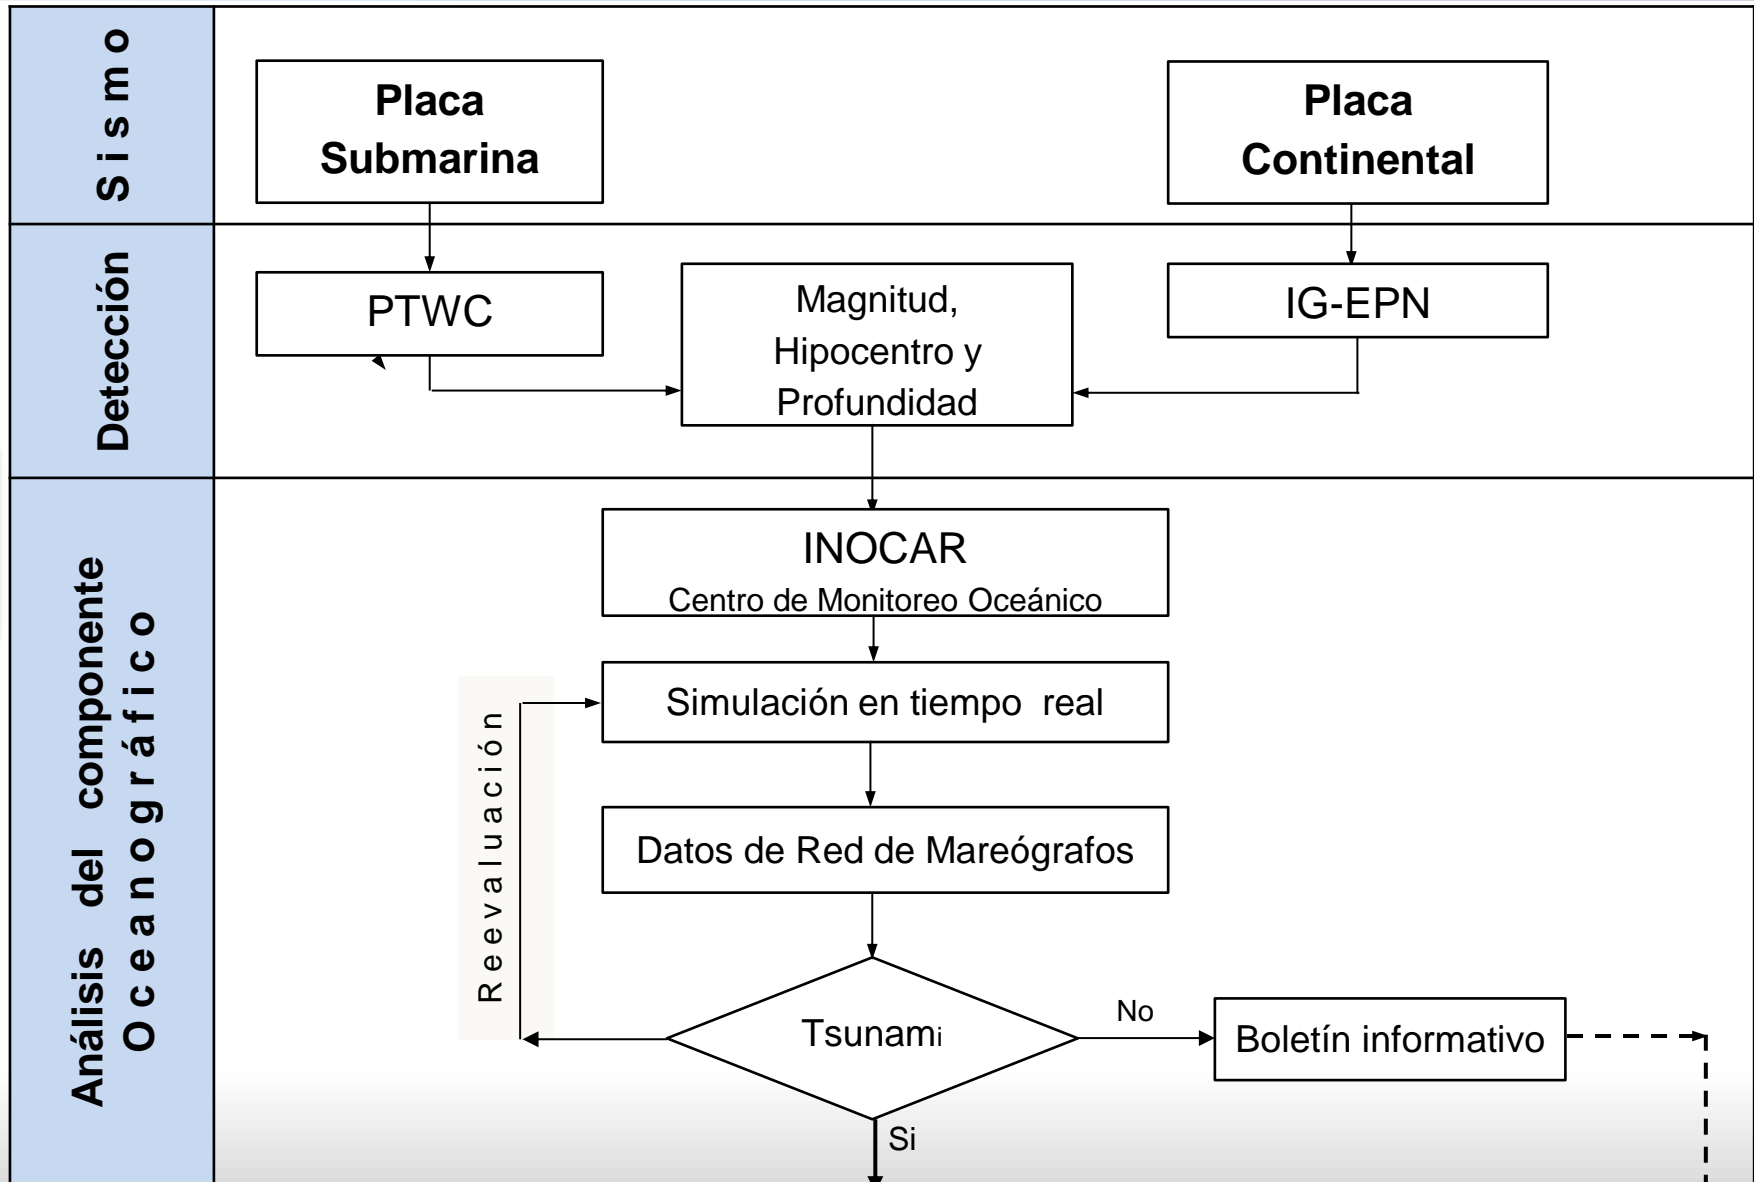 Sismo
Placa
Submarina
Placa
Continental
Detección
PTWC
Magnitud,
Hipocentro y
Profundidad
IG-EPN
Análisis del componente
Oceanográfico
INOCAR
Centro de Monitoreo Oceánico
Simulación en tiempo real
Reevaluación
Datos de Red de Mareógrafos
Tsunami
No
Boletín informativo
Si